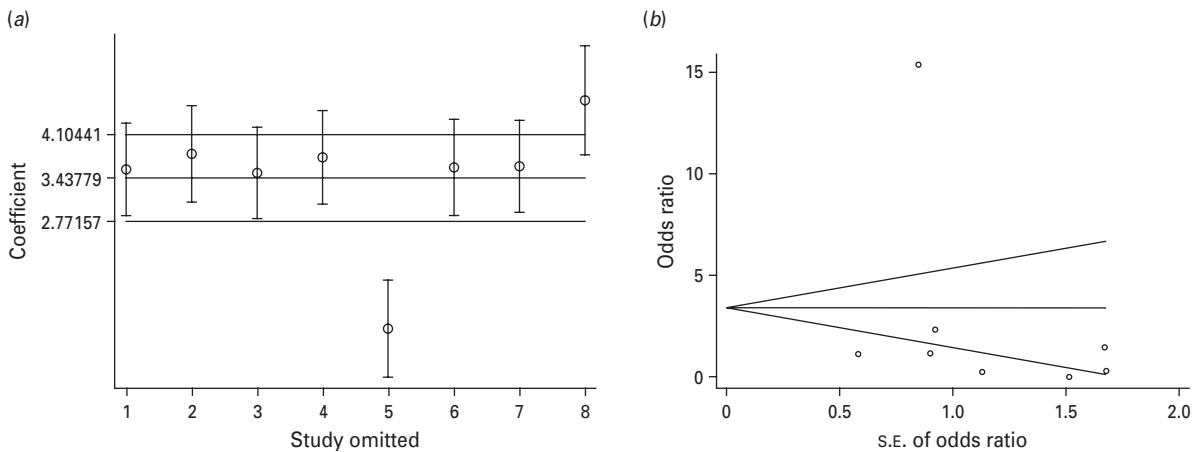 (a)
Coefficient
4.10441
3.43779
2.77157
1 2 3 4 5 6 7 8
Study omitted
(b)
Odds ratio
15
10
5
0
0 0.5 1.0 1.5 2.0
S.E. of odds ratio